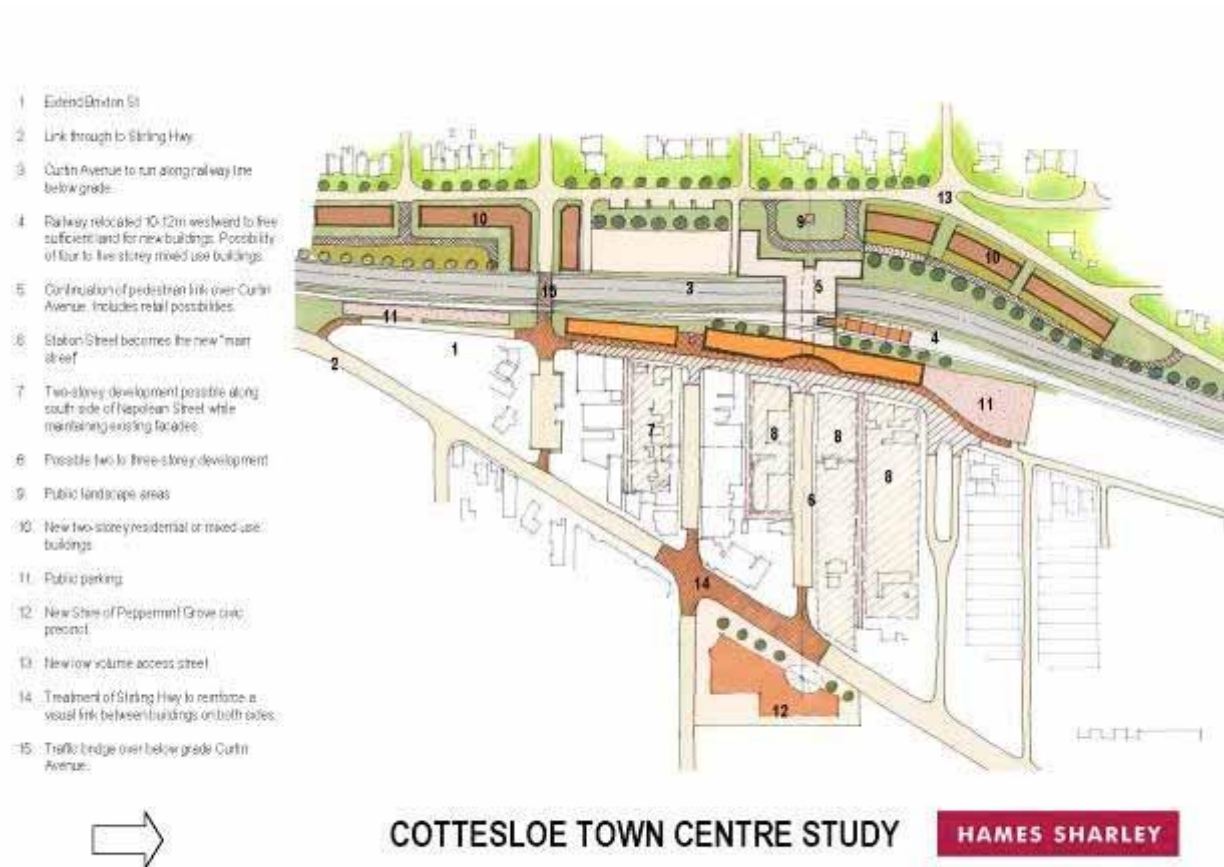 1 Extend Brixton St
2 Link through to Stirling Hwy
3 Curtin Avenue to run along railway line
below grade.
4 Railway relocated 10-12m westward to free
sufficient land for new buildings. Possibility
of four to five storey mixed use buildings.
5 Continuation of pedestrian link over Curtin
Avenue. Includes retail possibilities.
6 Station Street becomes the new "main
street"
7 Two-storey development possible along
south side of Napolean Street while
maintaining existing facades
Possible two to three-storey development
9 Public landscape areas
10 New two-storey residential or mixed use
buildings
11 Public parking
12 New Shire of Peppermint Grove civic
precinct.
13 New low volume access street
14 Treatment of Stirling Hwy to reinforce a
visual link between buildings on both sides.
15 Traffic bridge over below grade Curtin
Avenue.
13
10
9
10
15
3
5
11
4
1
2
11
7
8
8
8
6
14
12
COTTESLOE TOWN CENTRE STUDY
HAMES SHARLEY